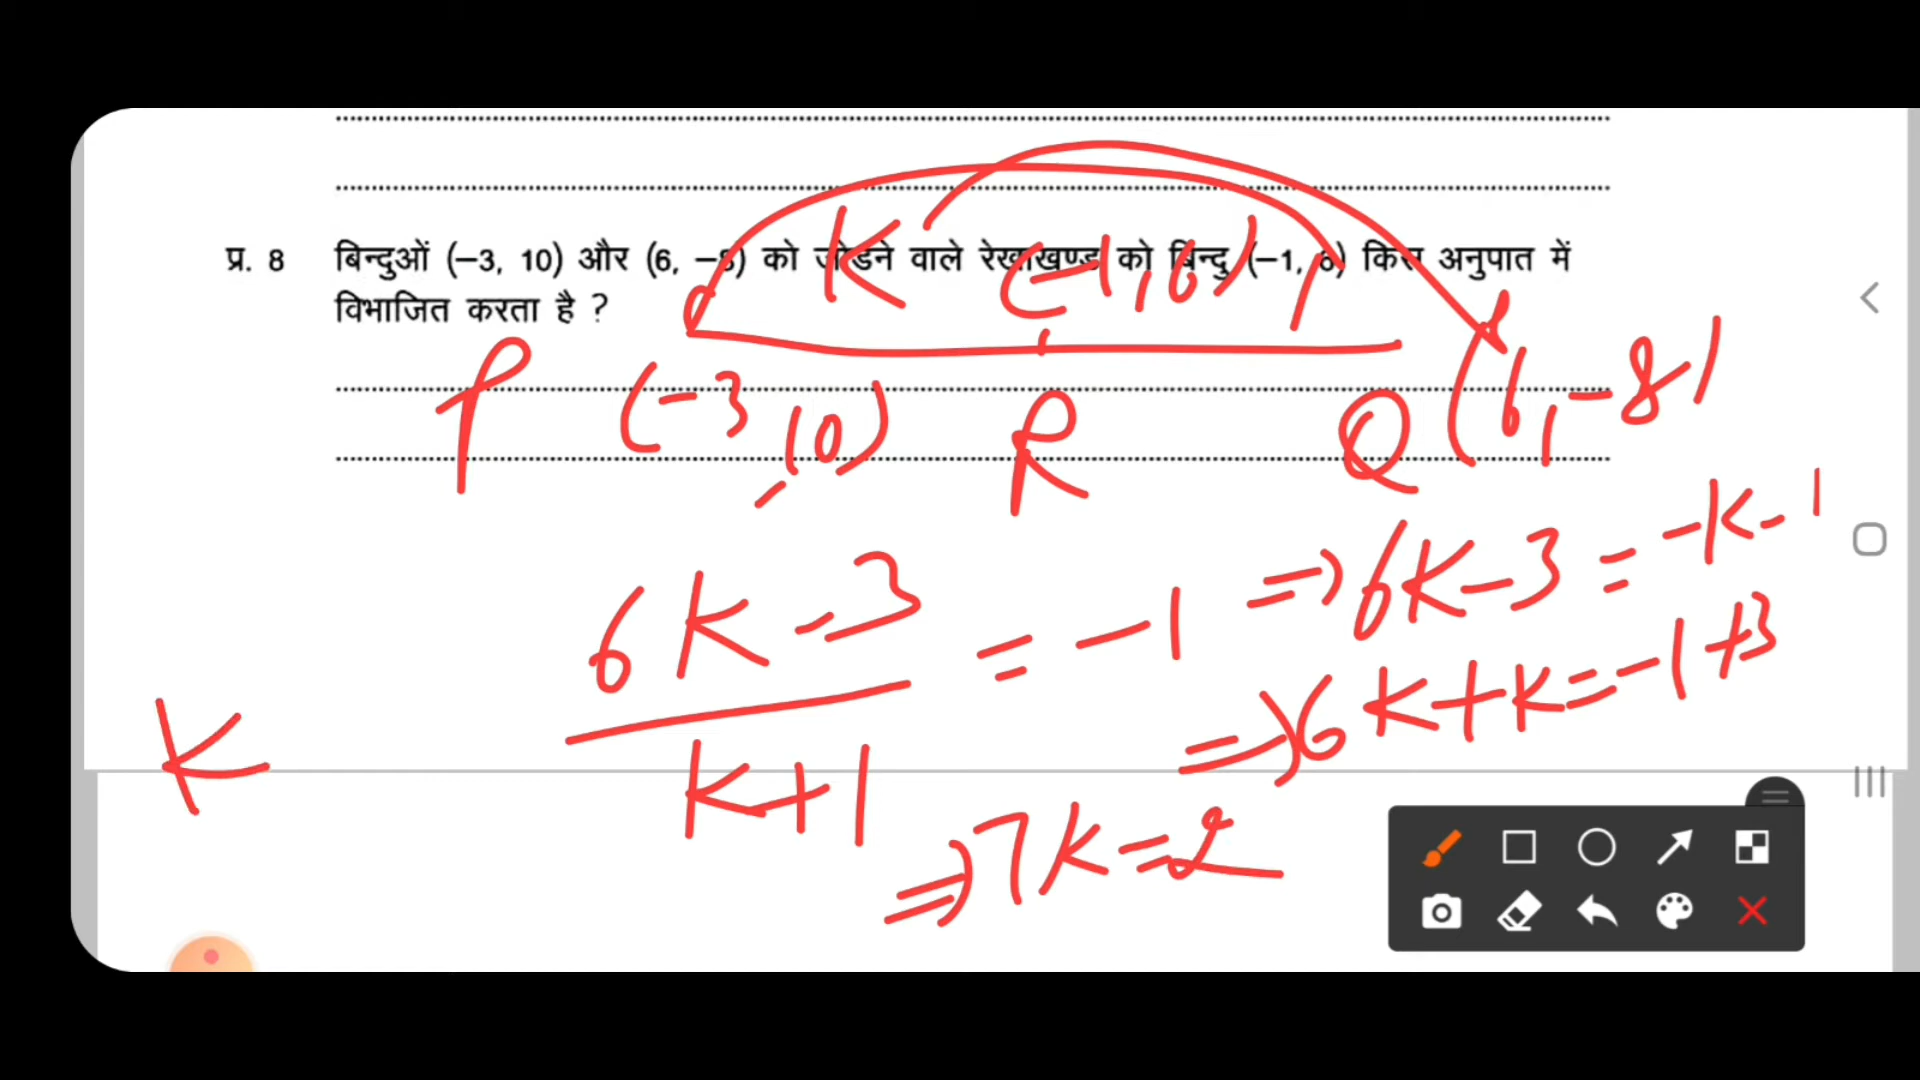 प्र. 8 बिन्दुओं (−3, 10) और (6, −8) को जोडने वाले रेखाखण्ड को बिन्दु (−1, 6) किस अनुपात में
विभाजित करता है ?
K (-1, 6) 1
P (-3, 10) R Q (6, -8)
6K - 3 / K+1 = -1
=> 6K - 3 = -K - 1
=> 6K + K = -1 + 3
=> 7K = 2
K